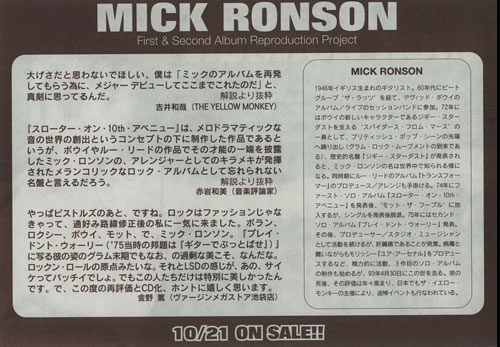 MICK RONSON
First & Second Album Reproduction Project
大げさだと思わないでほしい、僕は「ミックのアルバムを再発
してもらう為に、メジャー デビューしてここまでこれたのだ」と、
真剣に思ってるんだ。 解説より抜粋
吉井和哉（THE YELLOW MONKEY）
『スローター・オン・10th・アベニュー』は、メロドラマティックな
音の世界の創出というコンセプトの下に制作した作品であると
いうが、ボウイやルー・リードの作品でその才能の一端を披露
したミック・ロンソンの、アレンジャーとしてのキラメキが発揮
されたメランコリックなロック・アルバムとして忘れられない
名盤と言えるだろう。 解説より抜粋
赤岩和美（音楽評論家）
やっぱピストルズのあと、ですね。ロックはファッションじゃな
きゃって、通好み路線修正後の私に一気に来ました。ボラン、
ロクシー、ボウイ、モット、で、ミック、ロンソン。『プレイ・
ドント・ウォーリー（'75当時の邦題は『ギターでぶっとばせ!』）』
に写る彼の姿のグラム末期でもなお、の過剰な美こそ、なんだな。
ロックン・ロールの原点みたいな。それとLSDの感じが、あの、サイ
ケってバッチイでしょ。でもこの人たちだけは特別に美しかったん
です、で、この度の再評価とCD化、ホントに嬉しく思います。
金野 篤（ヴァージンメガストア池袋店）
MICK RONSON
1946年イギリス生まれのギタリスト。60年代にビート
グループ"ザ・ラッツ"を経て、デヴィッド・ボウイの
アルバム／ライブのセッションバンドに参加。72年に
はボウイの新しいキャラクターであるジギー・スター
ダストを支える"スパイダース・フロム・マース"の
一員として、ブリティッシュ・ポップ・シーンの先端
へ踊り出し（グラム・ロック・ムーブメントの創来であ
る）、歴史的名盤『ジギー・スターダスト』が発表され
ると、ミック・ロンソンの名は世界中で知られる様に
なる。同時期にルー・リードのアルバム『トランスフォ
マー』のプロデュース／アレンジも手掛ける。74年に
ファースト・ソロ・アルバム『スローター・オン・10th・アベニュー』
を発表後、"モット・ザ・フープル"に加
入するが、シングルを発表後脱退。75年にはセカンド
・ソロ・アルバム『プレイ・ドント・ウォーリー』を発表。
その後、プロデューサー／スタジオ・ミュージシャン
として活動を続けるが、肝臓癌であることが発覚。病魔と
闘いながらもモリッシー『ユア・アーセナル』をプロデュー
スするなど、精力的に活動、3作目のソロ・アルバム
の制作も始めるが、93年4月30日にこの世を去る。彼の
死後、その評価は年々高まり、日本でもザ・イエロー・
モンキーの主催により、追悼イベントも行なわれている。
10/21 ON SALE!!